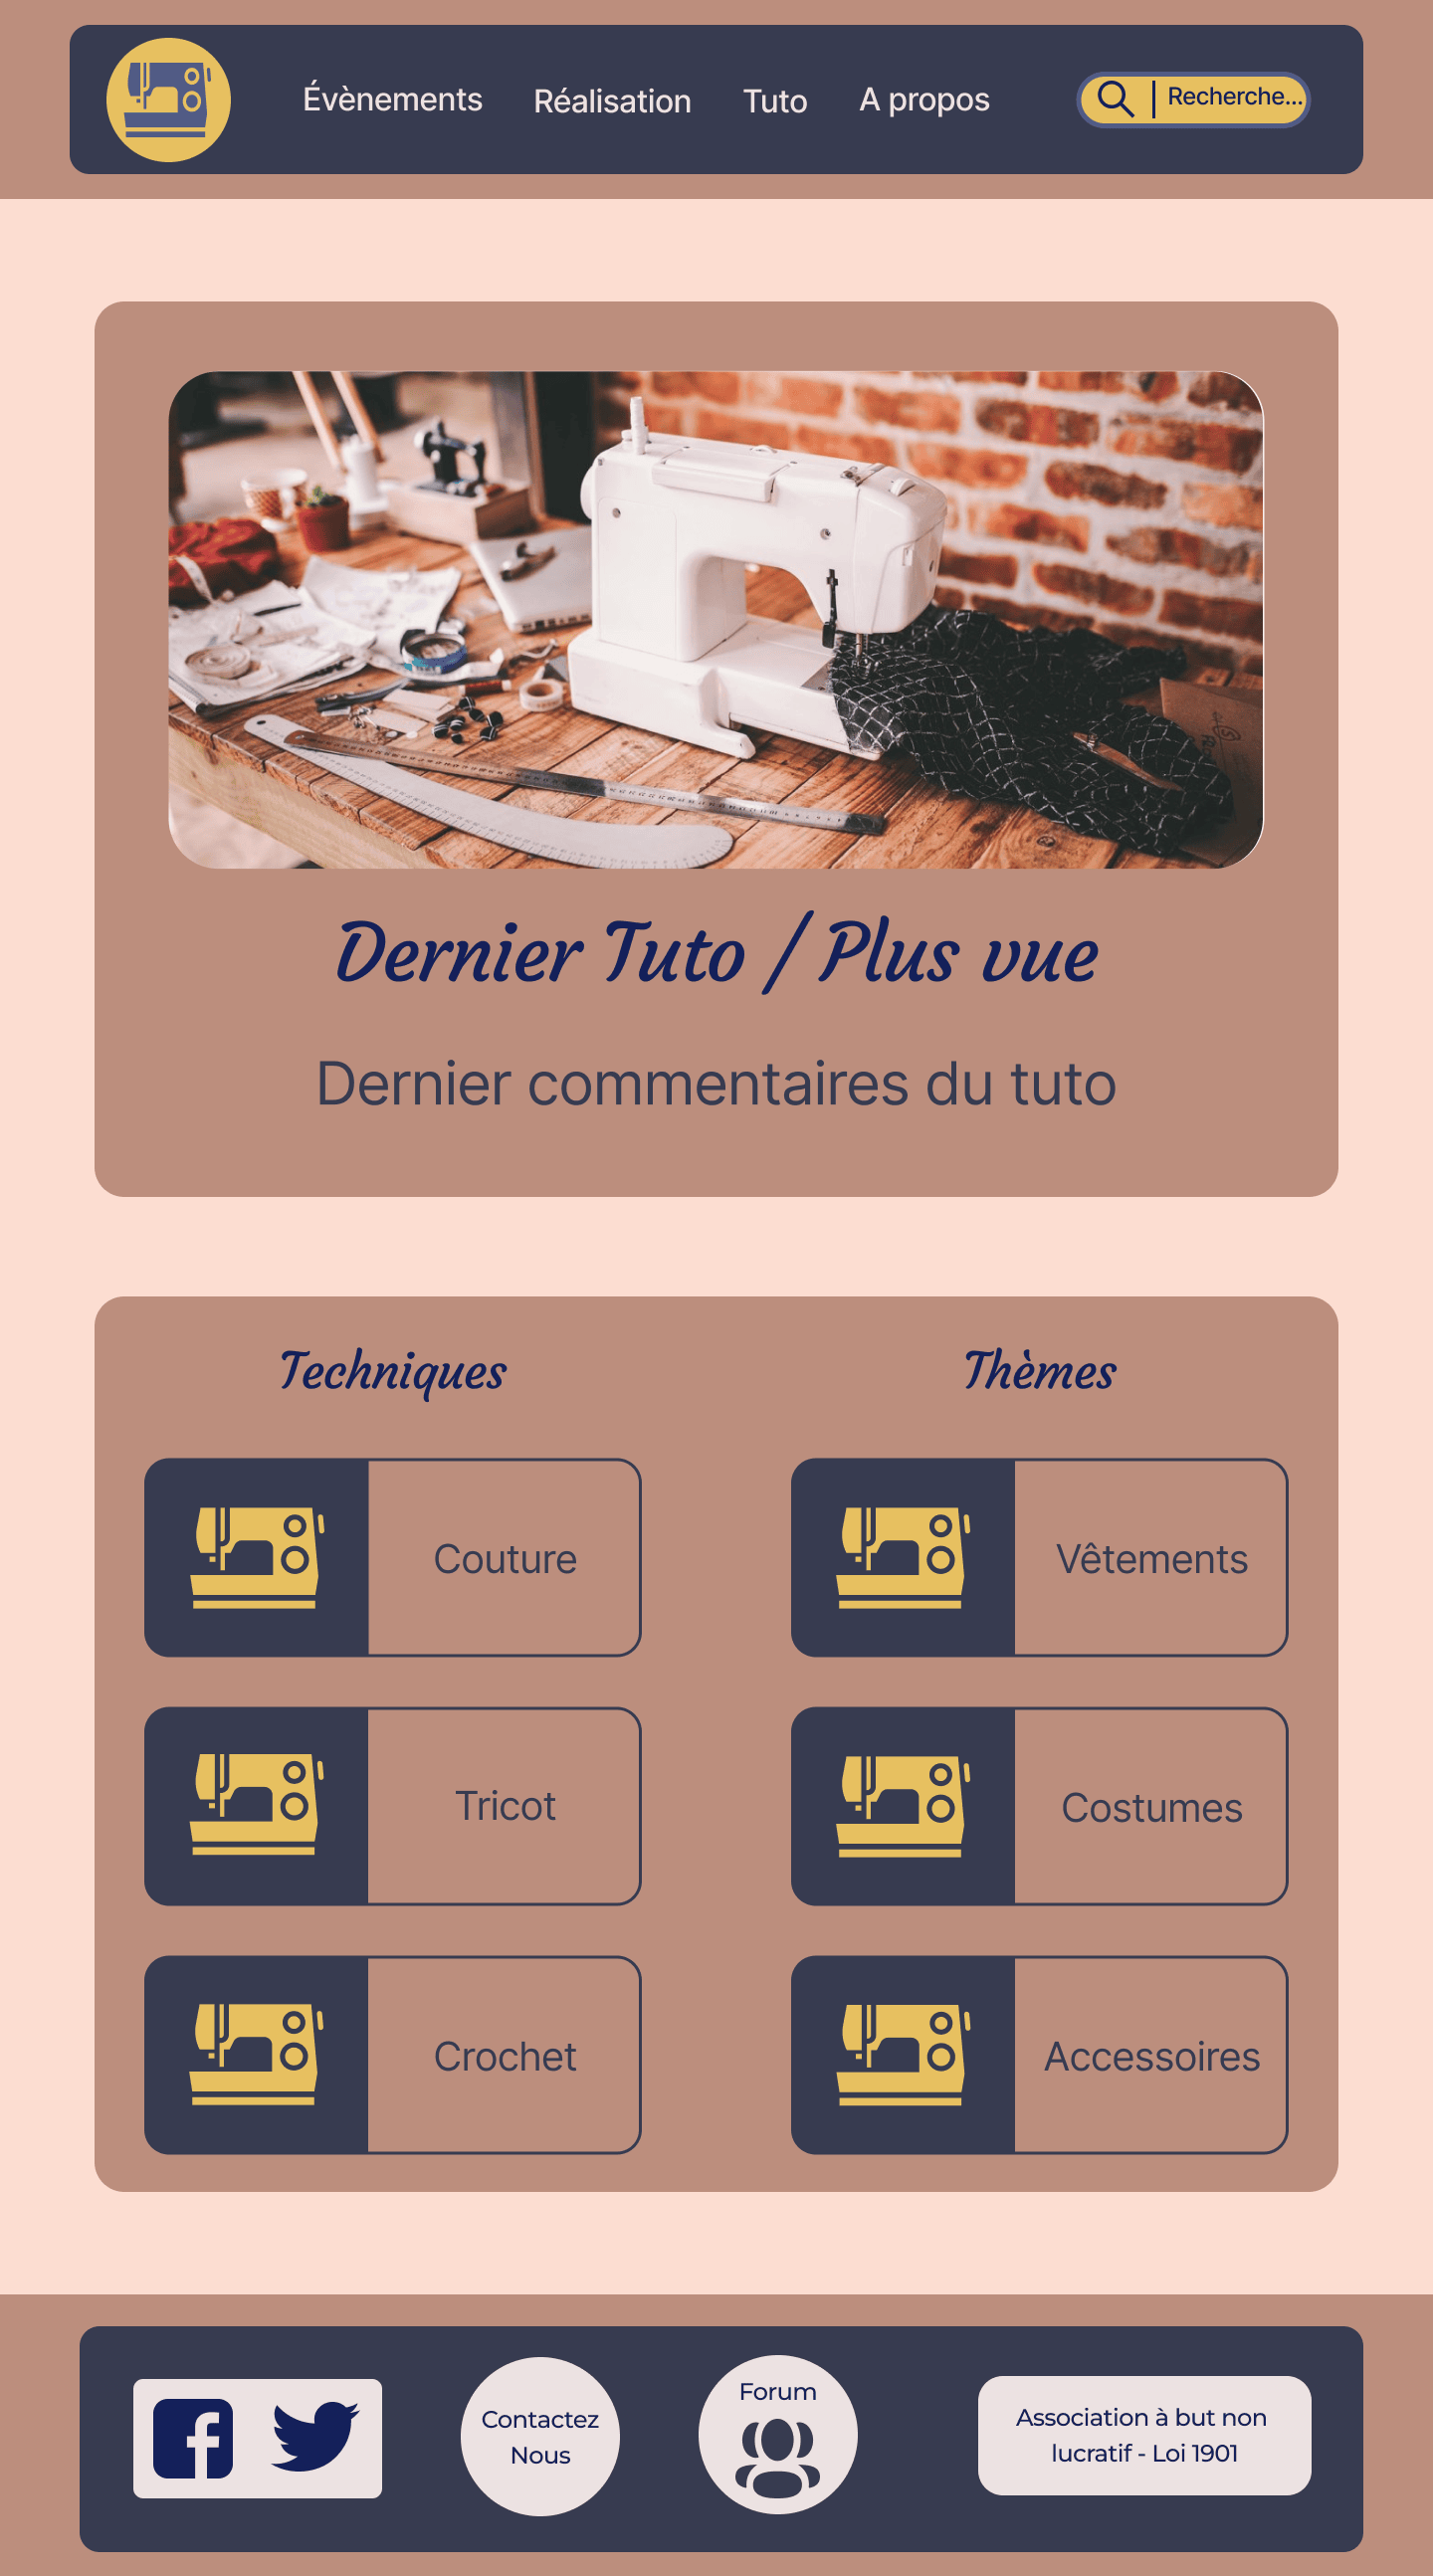 Évènements
Réalisation
Tuto
A propos
Recherche...
Dernier Tuto / Plus vue
Dernier commentaires du tuto
Techniques
Thèmes
Couture
Vêtements
Tricot
Costumes
Crochet
Accessoires
Contactez
Nous
Forum
Association à but non
lucratif - Loi 1901